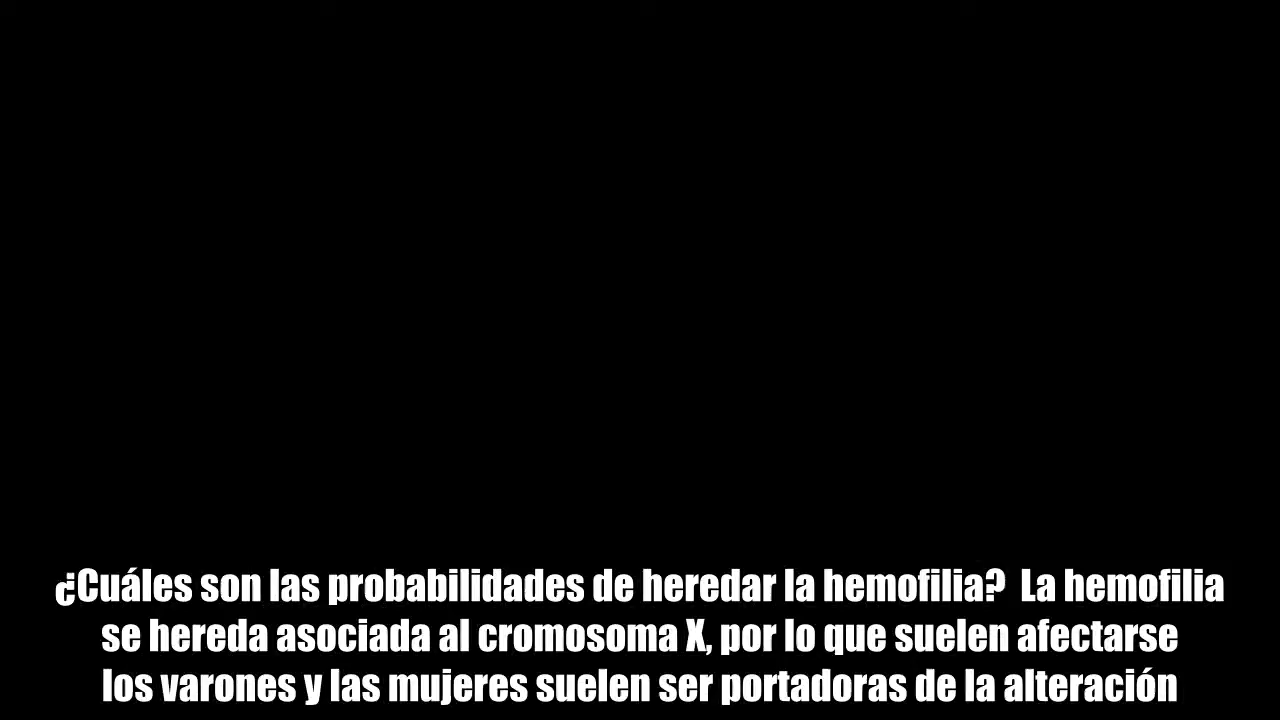 ¿Cuáles son las probabilidades de heredar la hemofilia?  La hemofilia
se hereda asociada al cromosoma X, por lo que suelen afectarse
los varones y las mujeres suelen ser portadoras de la alteración